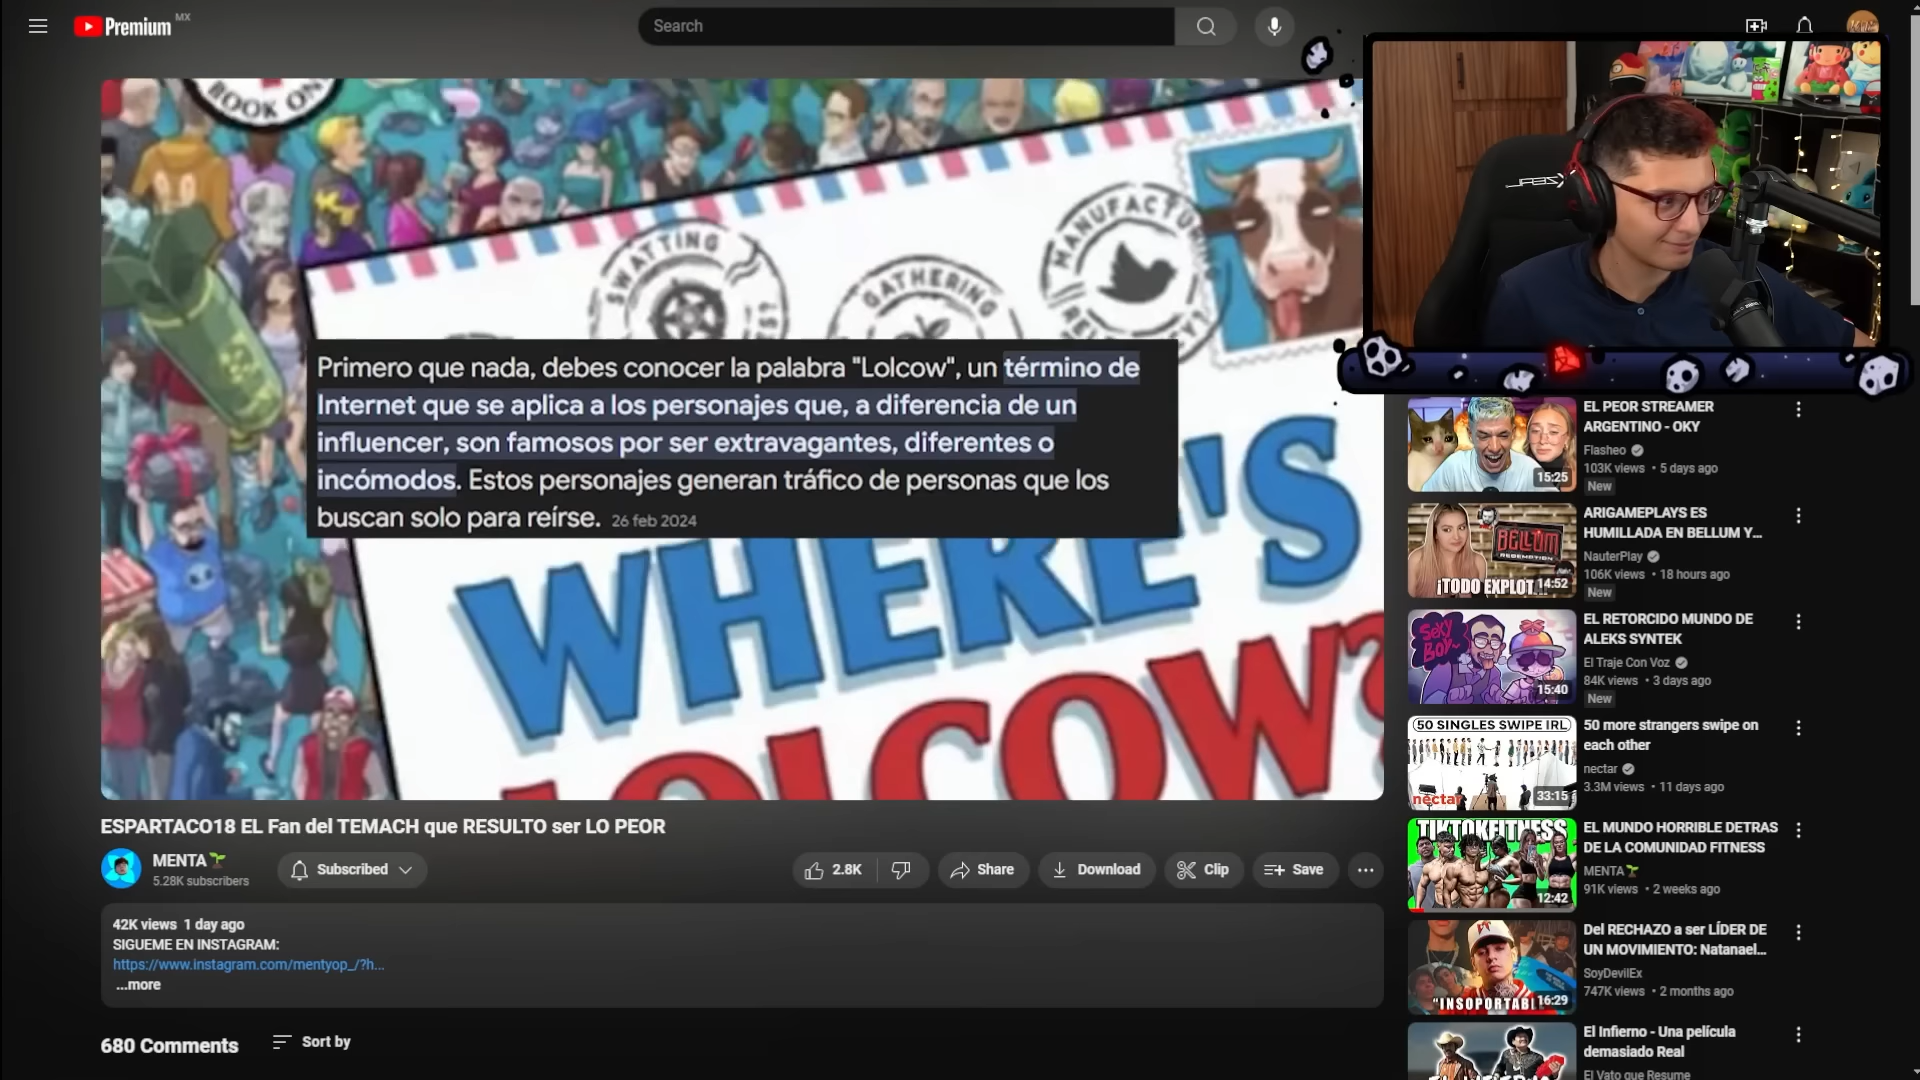 Premium MX
Search
BOOK ON
SWATTING
GATHERING
MANUFACTURING
Primero que nada, debes conocer la palabra "Lolcow", un término de
Internet que se aplica a los personajes que, a diferencia de un
influencer, son famosos por ser extravagantes, diferentes o
incómodos. Estos personajes generan tráfico de personas que los
buscan solo para reírse. 26 feb 2024
WHERE'S
LOLCOW?
ESPARTACO18 EL Fan del TEMACH que RESULTO ser LO PEOR
MENTA🌱
5.28K subscribers
Subscribed
2.8K
Share
Download
Clip
Save
42K views 1 day ago
SIGUEME EN INSTAGRAM:
https://www.instagram.com/mentyop_/?h...
...more
680 Comments
Sort by
15:25
EL PEOR STREAMER
ARGENTINO - OKY
Flasheo
103K views • 5 days ago
New
BELLUM
REDEMPTION
¡TODO EXPLOT
14:52
ARIGAMEPLAYS ES
HUMILLADA EN BELLUM Y...
NauterPlay
106K views • 18 hours ago
New
SEXY
BOY~
15:40
EL RETORCIDO MUNDO DE
ALEKS SYNTEK
El Traje Con Voz
84K views • 3 days ago
New
50 SINGLES SWIPE IRL
nectar
33:15
50 more strangers swipe on
each other
nectar
3.3M views • 11 days ago
TIKTOKFITNESS
12:42
EL MUNDO HORRIBLE DETRAS
DE LA COMUNIDAD FITNESS
MENTA🌱
91K views • 2 weeks ago
"INSOPORTABL
16:29
Del RECHAZO a ser LÍDER DE
UN MOVIMIENTO: Natanael...
SoyDevilEx
747K views • 2 months ago
El Infierno - Una película
demasiado Real
El Vato que Resume